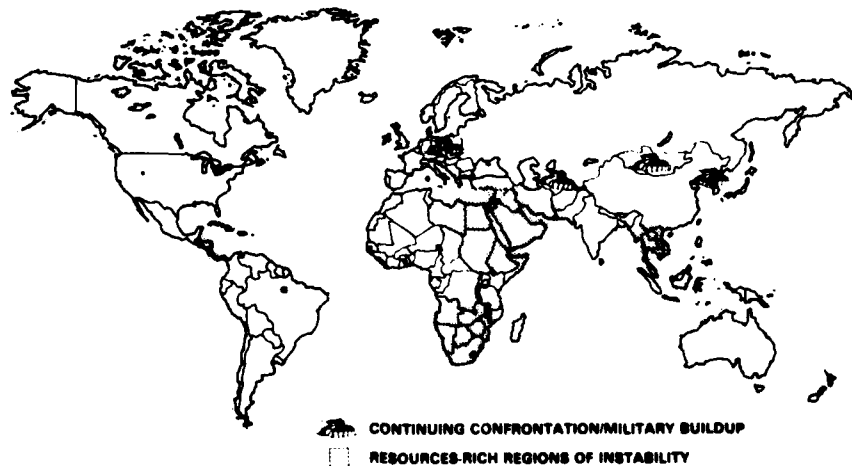 CONTINUING CONFRONTATION/MILITARY BUILDUP
RESOURCES-RICH REGIONS OF INSTABILITY